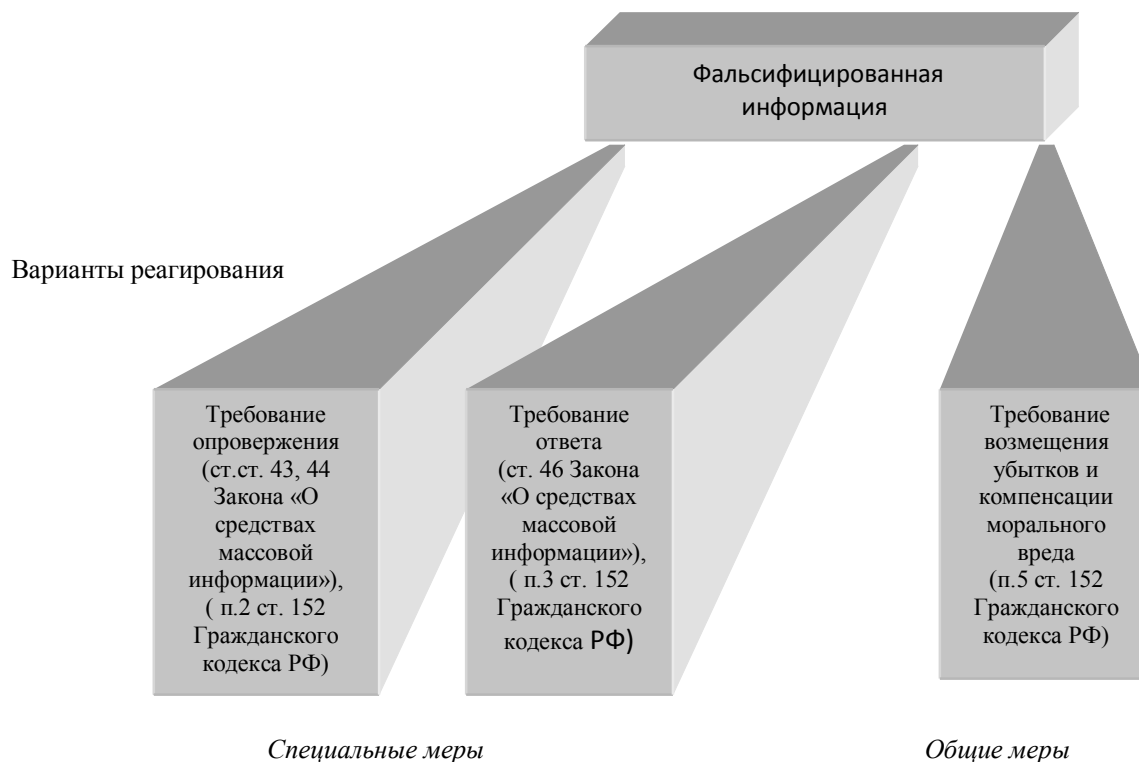 Фальсифицированная
информация
Варианты реагирования
Требование
опровержения
(ст.ст. 43, 44
Закона «О
средствах
массовой
информации»),
( п.2 ст. 152
Гражданского
кодекса РФ)
Требование
ответа
(ст. 46 Закона
«О средствах
массовой
информации»),
( п.3 ст. 152
Гражданского
кодекса РФ)
Требование
возмещения
убытков и
компенсации
морального
вреда
(п.5 ст. 152
Гражданского
кодекса РФ)
Специальные меры
Общие меры